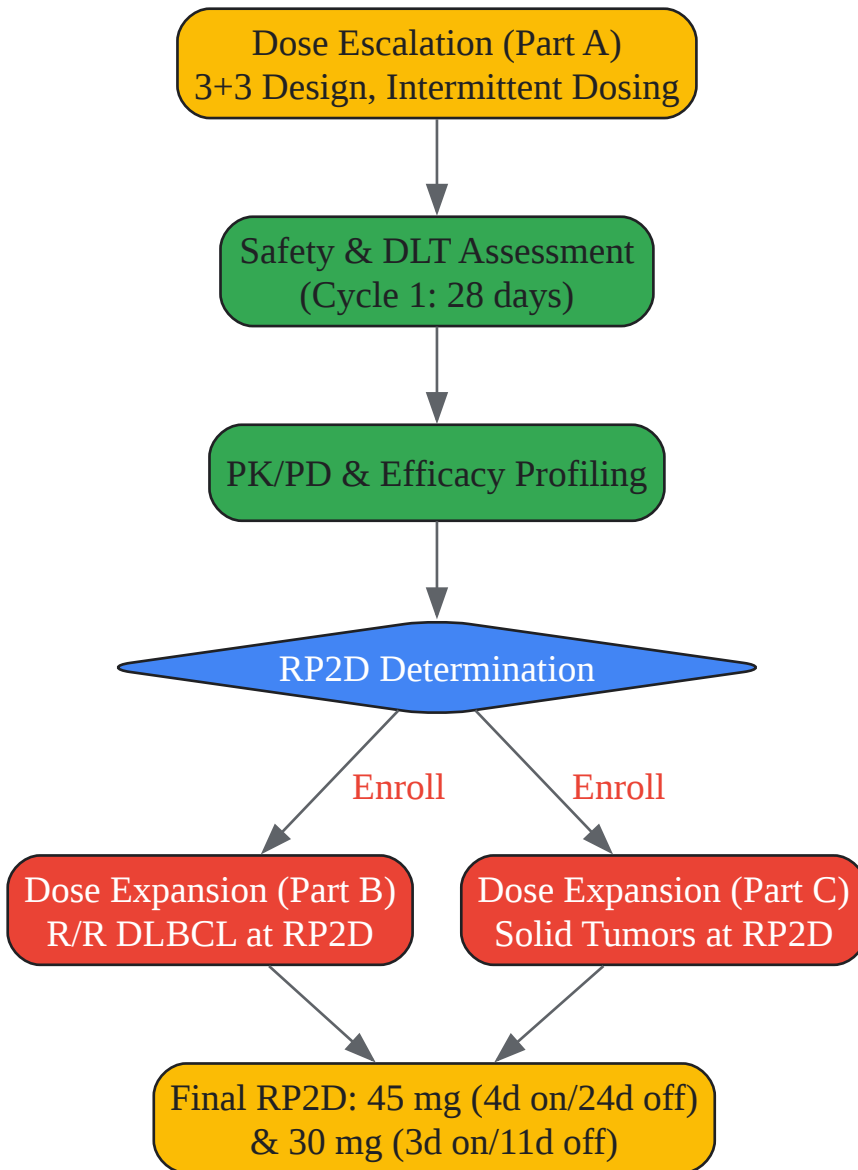 Dose Escalation (Part A)
3+3 Design, Intermittent Dosing
Safety & DLT Assessment
(Cycle 1: 28 days)
PK/PD & Efficacy Profiling
RP2D Determination
Enroll
Enroll
Dose Expansion (Part B)
R/R DLBCL at RP2D
Dose Expansion (Part C)
Solid Tumors at RP2D
Final RP2D: 45 mg (4d on/24d off)
& 30 mg (3d on/11d off)